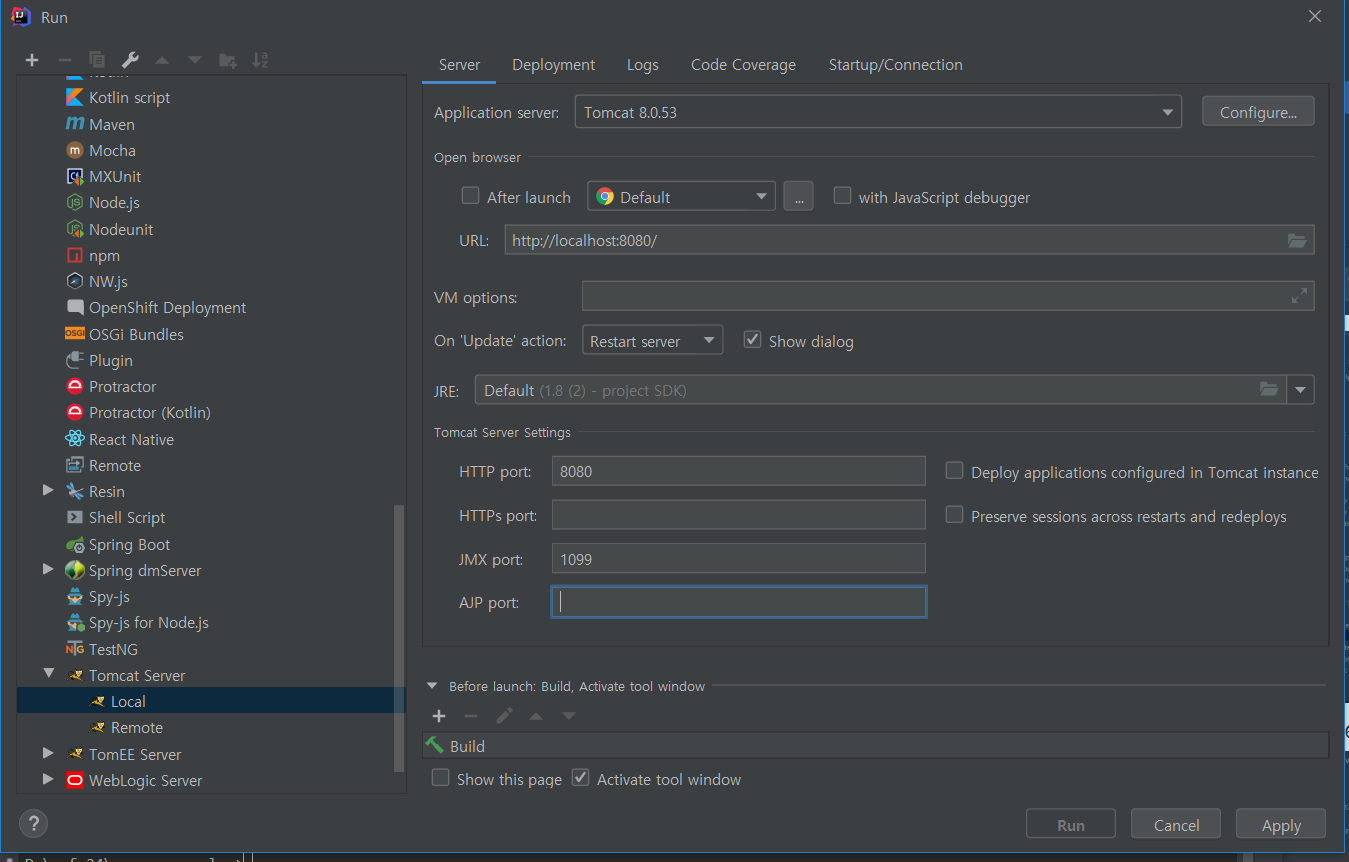 Run
Kotlin script
Maven
Mocha
MXUnit
Node.js
Nodeunit
npm
NW.js
OpenShift Deployment
OSGi Bundles
Plugin
Protractor
Protractor (Kotlin)
React Native
Remote
Resin
Shell Script
Spring Boot
Spring dmServer
Spy-js
Spy-js for Node.js
TestNG
Tomcat Server
Local
Remote
TomEE Server
WebLogic Server
Server Deployment Logs Code Coverage Startup/Connection
Application server: Tomcat 8.0.53 Configure...
Open browser
After launch Default ... with JavaScript debugger
URL: http://localhost:8080/
VM options:
On 'Update' action: Restart server Show dialog
JRE: Default (1.8 (2) - project SDK)
Tomcat Server Settings
HTTP port: 8080 Deploy applications configured in Tomcat instance
HTTPs port: Preserve sessions across restarts and redeploys
JMX port: 1099
AJP port:
Before launch: Build, Activate tool window
Build
Show this page Activate tool window
? Run Cancel Apply